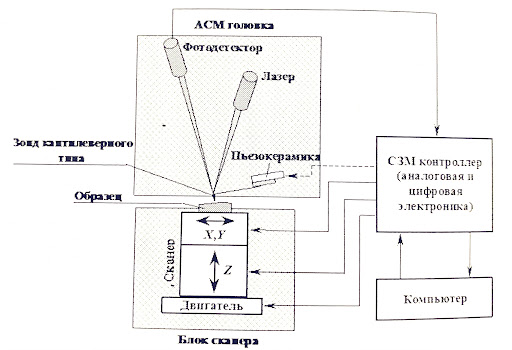 АСМ головка
Фотодетектор
Лазер
Зонд кантилеверного
типа
Пьезокерамика
СЗМ контроллер
(аналоговая и
цифровая
электроника)
Образец
X,Y
Сканер
Z
Двигатель
Компьютер
Блок сканера